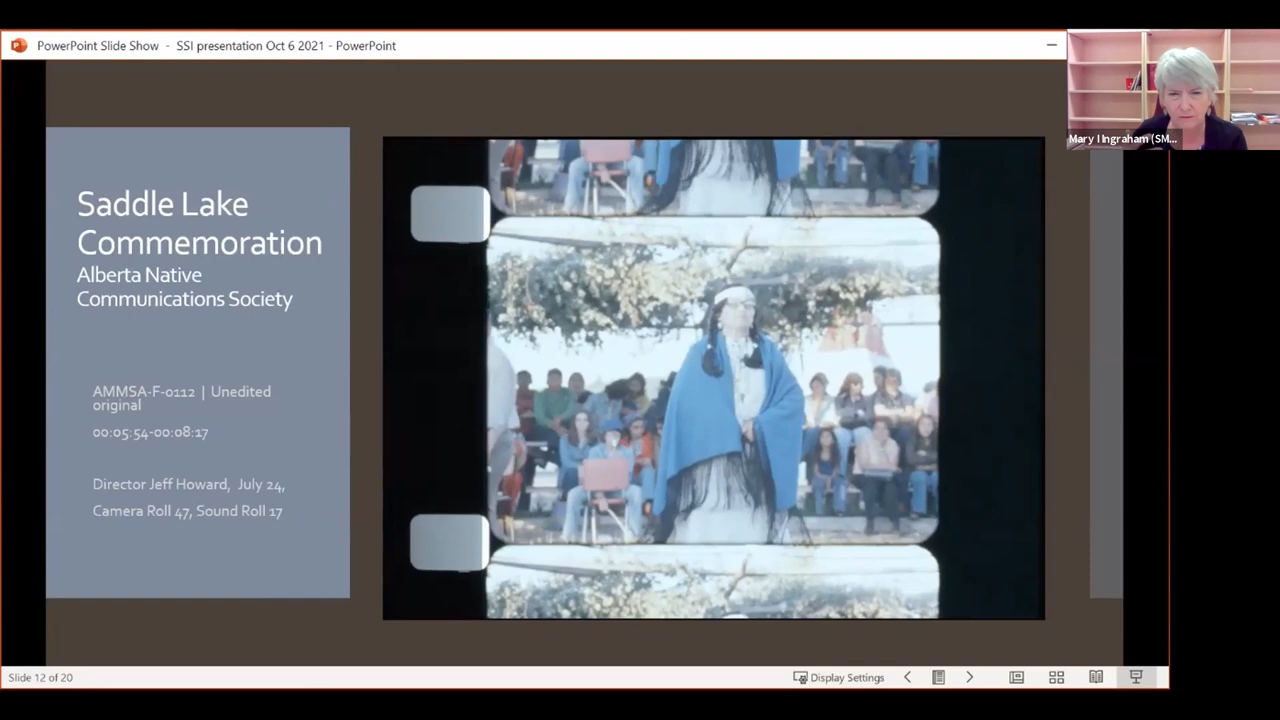 PowerPoint Slide Show - SSI presentation Oct 6 2021 - PowerPoint
Mary I Ingraham (SM...
Saddle Lake
Commemoration
Alberta Native
Communications Society
AMMSA-F-0112 | Unedited
original
00:05:54-00:08:17
Director Jeff Howard, July 24,
Camera Roll 47, Sound Roll 17
Slide 12 of 20
Display Settings